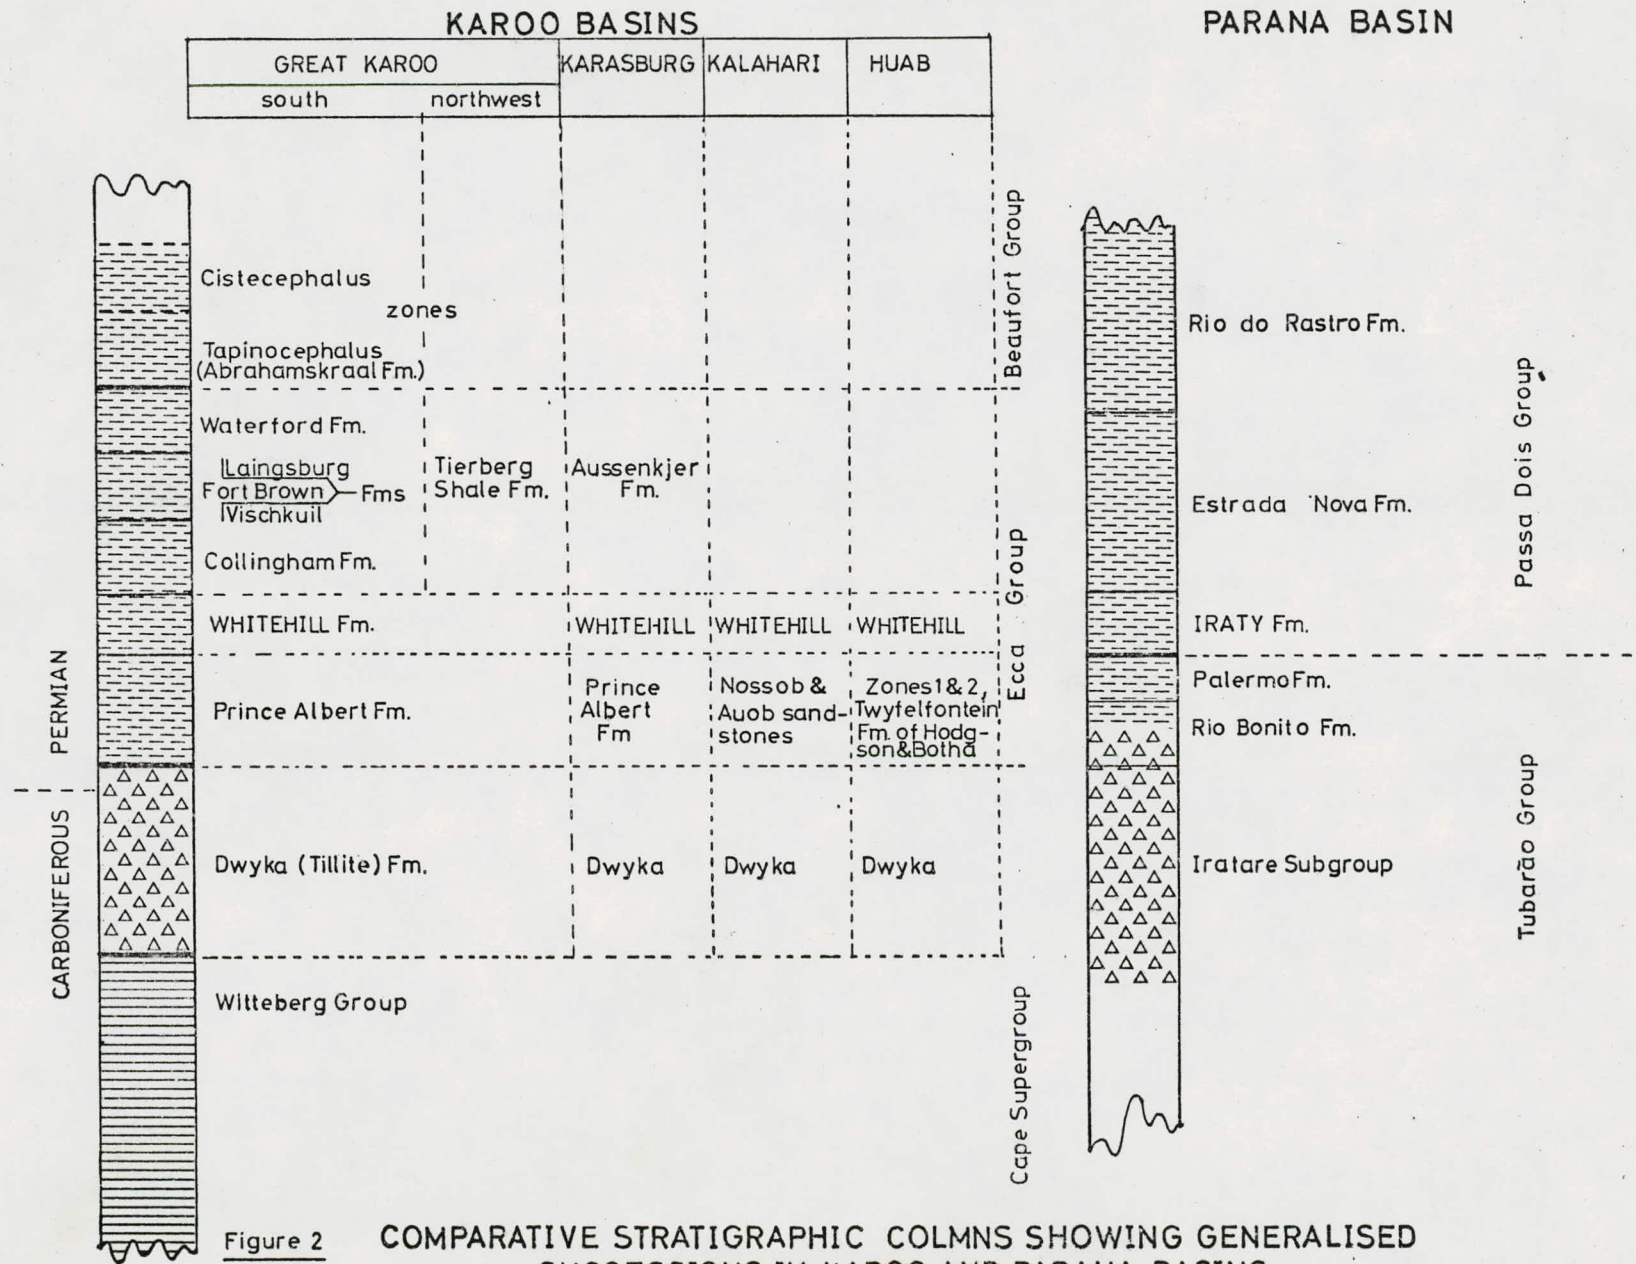 KAROO BASINS
PARANA BASIN
GREAT KAROO
KARASBURG
KALAHARI
HUAB
south
northwest
Cistecephalus
zones
Tapinocephalus
(Abrahamskraal Fm.)
Beaufort Group
Waterford Fm.
Laingsburg
Fort Brown
Vischkuil
Fms
Tierberg
Shale Fm.
Aussenkjer
Fm.
Collingham Fm.
WHITEHILL Fm.
WHITEHILL
WHITEHILL
WHITEHILL
Prince Albert Fm.
Prince
Albert
Fm
Nossob &
Auob sand-
stones
Zones 1 & 2,
Twyfelfontein
Fm. of Hodg-
son & Botha
Ecca Group
Dwyka (Tillite) Fm.
Dwyka
Dwyka
Dwyka
Witteberg Group
Cape Supergroup
PERMIAN
CARBONIFEROUS
Rio do Rastro Fm.
Estrada Nova Fm.
IRATY Fm.
Passa Dois Group
Palermo Fm.
Rio Bonito Fm.
Iratare Subgroup
Tubarão Group
Figure 2
COMPARATIVE STRATIGRAPHIC COLMNS SHOWING GENERALISED